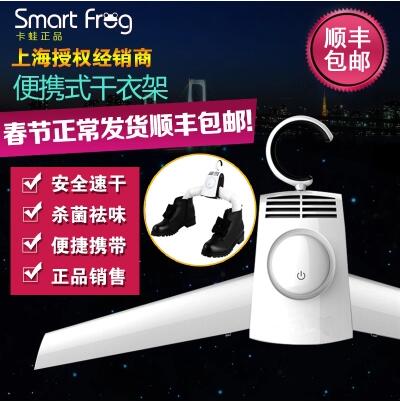 Smart Frog
卡蛙正品
上海授权经销商
便携式干衣架
顺丰
包邮
春节正常发货顺丰包邮!
安全速干
杀菌祛味
便捷携带
正品销售